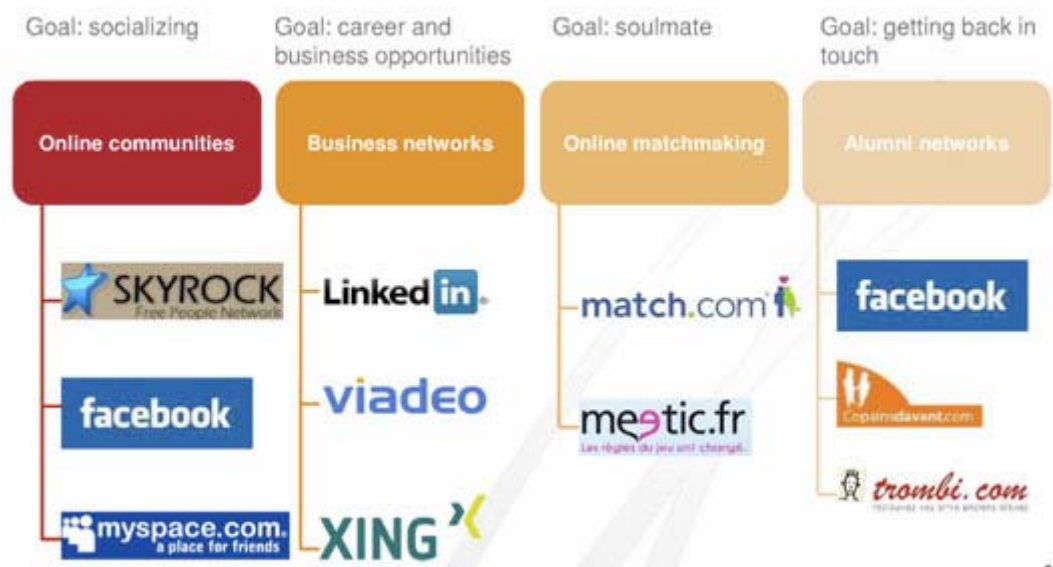 Goal: socializing
Goal: career and
business opportunities
Goal: soulmate
Goal: getting back in
touch
Online communities
Business networks
Online matchmaking
Alumni networks
SKYROCK
Free People Network
facebook
myspace.com
a place for friends
Linked in
viadeo
XING
match.com
meetic.fr
Les règles du jeu ont changé.
facebook
Copainsdavant.com
trombi.com